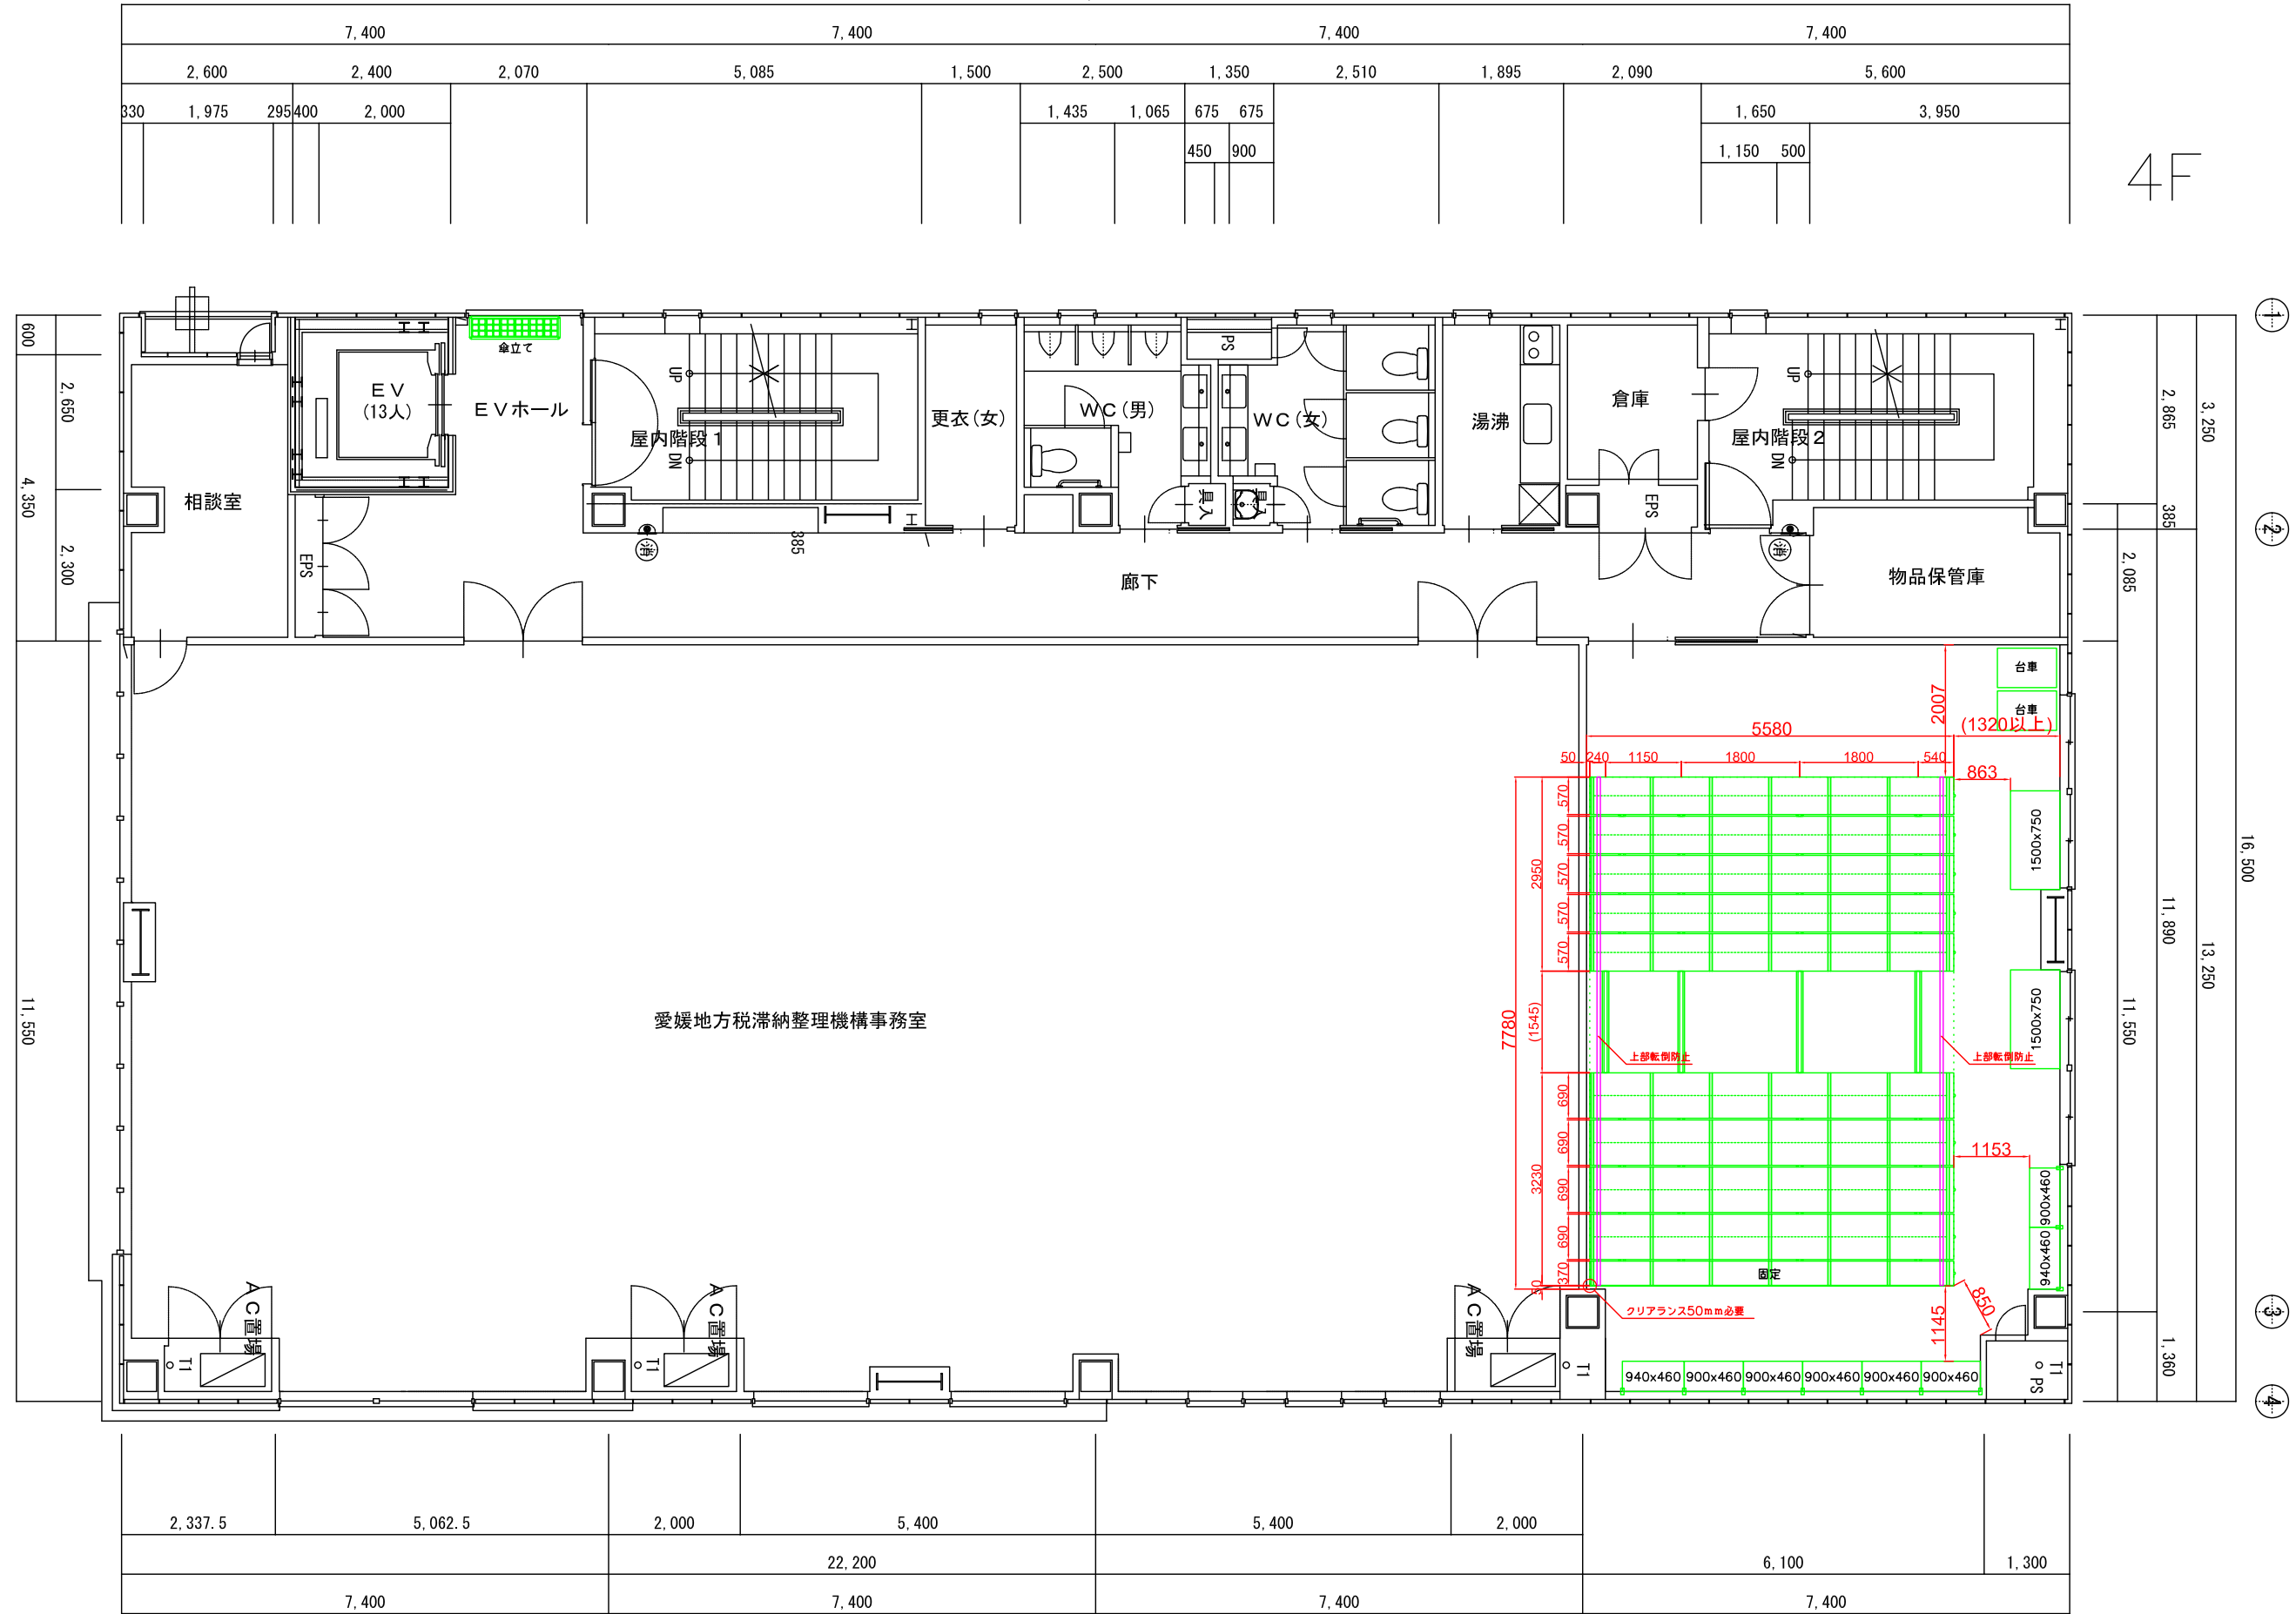 7,400 7,400 7,400 7,400
2,600 2,400 2,070 5,085 1,500 2,500 1,350 2,510 1,895 2,090 5,600
330 1,975 295 400 2,000 1,435 1,065 675 675 1,650 3,950
450 900 1,150 500
4F
1
2
3
4
600
2,650
4,350
2,300
11,550
2,865
3,250
385
2,085
16,500
11,890
13,250
11,550
1,360
傘立て
EV
(13人)
EVホール
UP
屋内階段1
DN
更衣(女)
WC(男)
PS
WC(女)
湯沸
倉庫
UP
屋内階段2
DN
相談室
具入
具入
EPS
EPS
消
385
消
廊下
物品保管庫
台車
台車
2007
(1320以上)
5580
50 240 1150 1800 1800 540
863
570
570
570
570
570
2950
1500x750
愛媛地方税滞納整理機構事務室
7780
(1545)
上部転倒防止
上部転倒防止
1500x750
690
690
690
690
3230
370
50
1153
900x460
940x460
固定
クリアランス50mm必要
850
1145
AC置場
AC置場
AC置場
T1
T1
T1
T1
PS
940x460 900x460 900x460 900x460 900x460 900x460
2,337.5 5,062.5 2,000 5,400 5,400 2,000
22,200 6,100 1,300
7,400 7,400 7,400 7,400